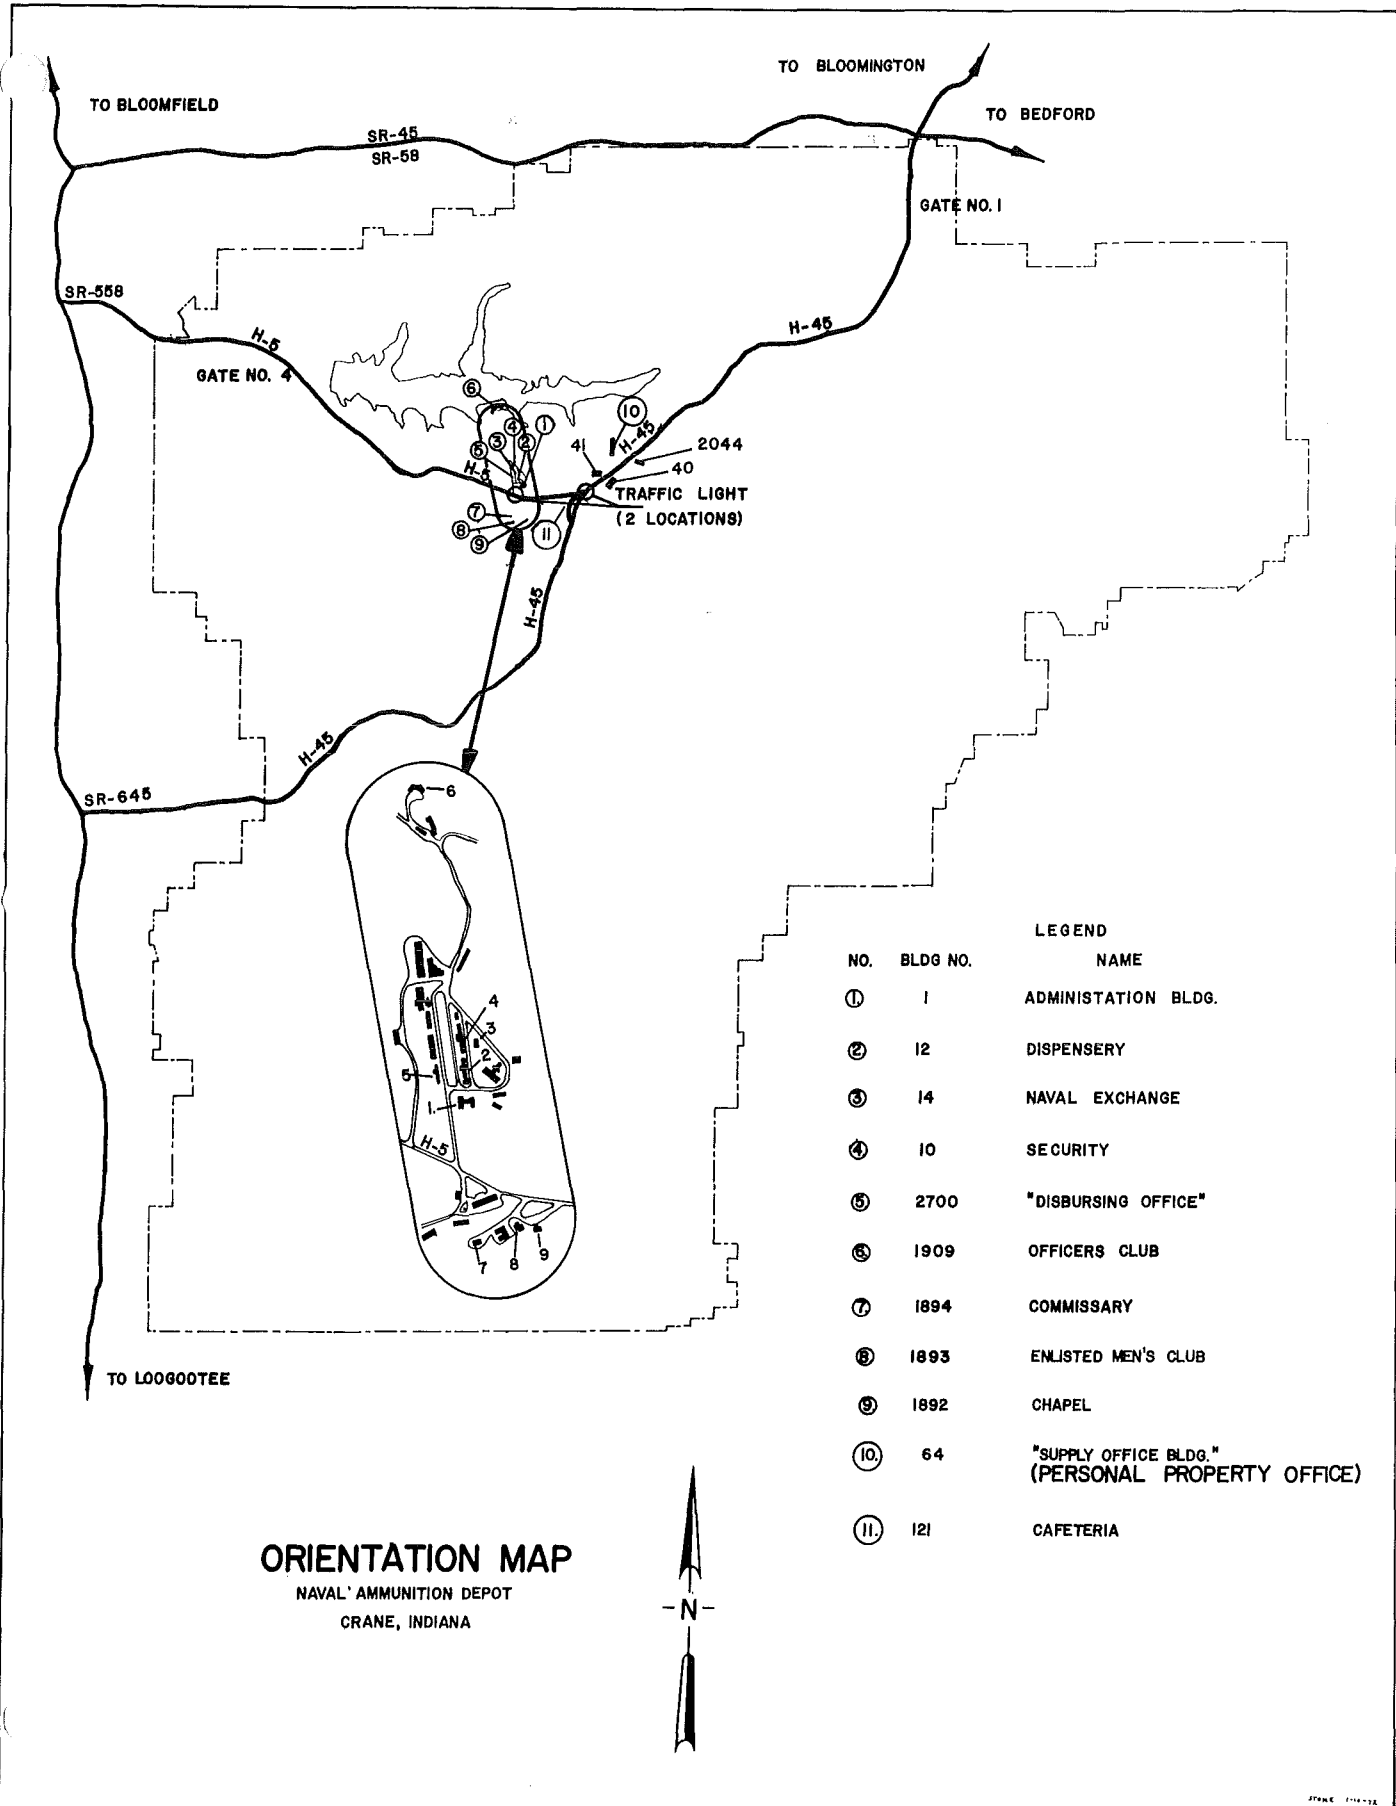 TO BLOOMINGTON
TO BLOOMFIELD
TO BEDFORD
SR-45
SR-58
GATE NO. 1
SR-558
H-5
H-45
GATE NO. 4
6
10
4
1
H-45
3
2
41
2044
5
H-5
40
TRAFFIC LIGHT
(2 LOCATIONS)
7
8
11
9
H-45
H-45
SR-645
6
4
3
2
5
1
H-5
7
8
9
TO LOOGOOTEE
LEGEND
NO. BLDG NO. NAME
1. 1 ADMINISTATION BLDG.
2 12 DISPENSERY
3 14 NAVAL EXCHANGE
4 10 SECURITY
5 2700 "DISBURSING OFFICE"
6. 1909 OFFICERS CLUB
7. 1894 COMMISSARY
8 1893 ENLISTED MEN'S CLUB
9. 1892 CHAPEL
10. 64 "SUPPLY OFFICE BLDG."
(PERSONAL PROPERTY OFFICE)
11. 121 CAFETERIA
ORIENTATION MAP
NAVAL' AMMUNITION DEPOT
CRANE, INDIANA
-N-